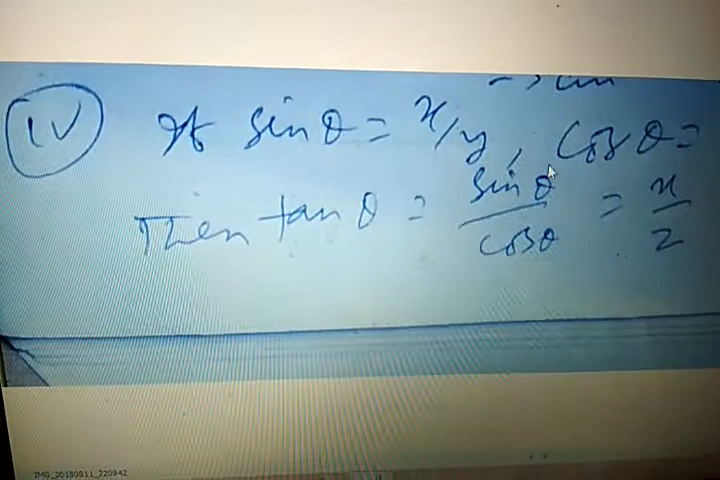 (iv) If sin θ = x/y, cos θ =
Then tan θ = sin θ / cos θ = x / z
IMG_20180811_220942